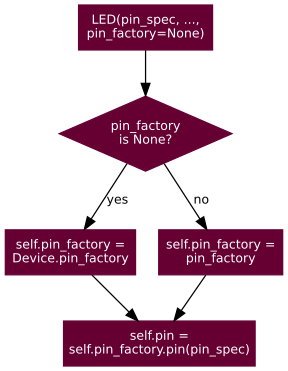 LED(pin_spec, ...,
pin_factory=None)
pin_factory
is None?
yes
no
self.pin_factory =
Device.pin_factory
self.pin_factory =
pin_factory
self.pin =
self.pin_factory.pin(pin_spec)